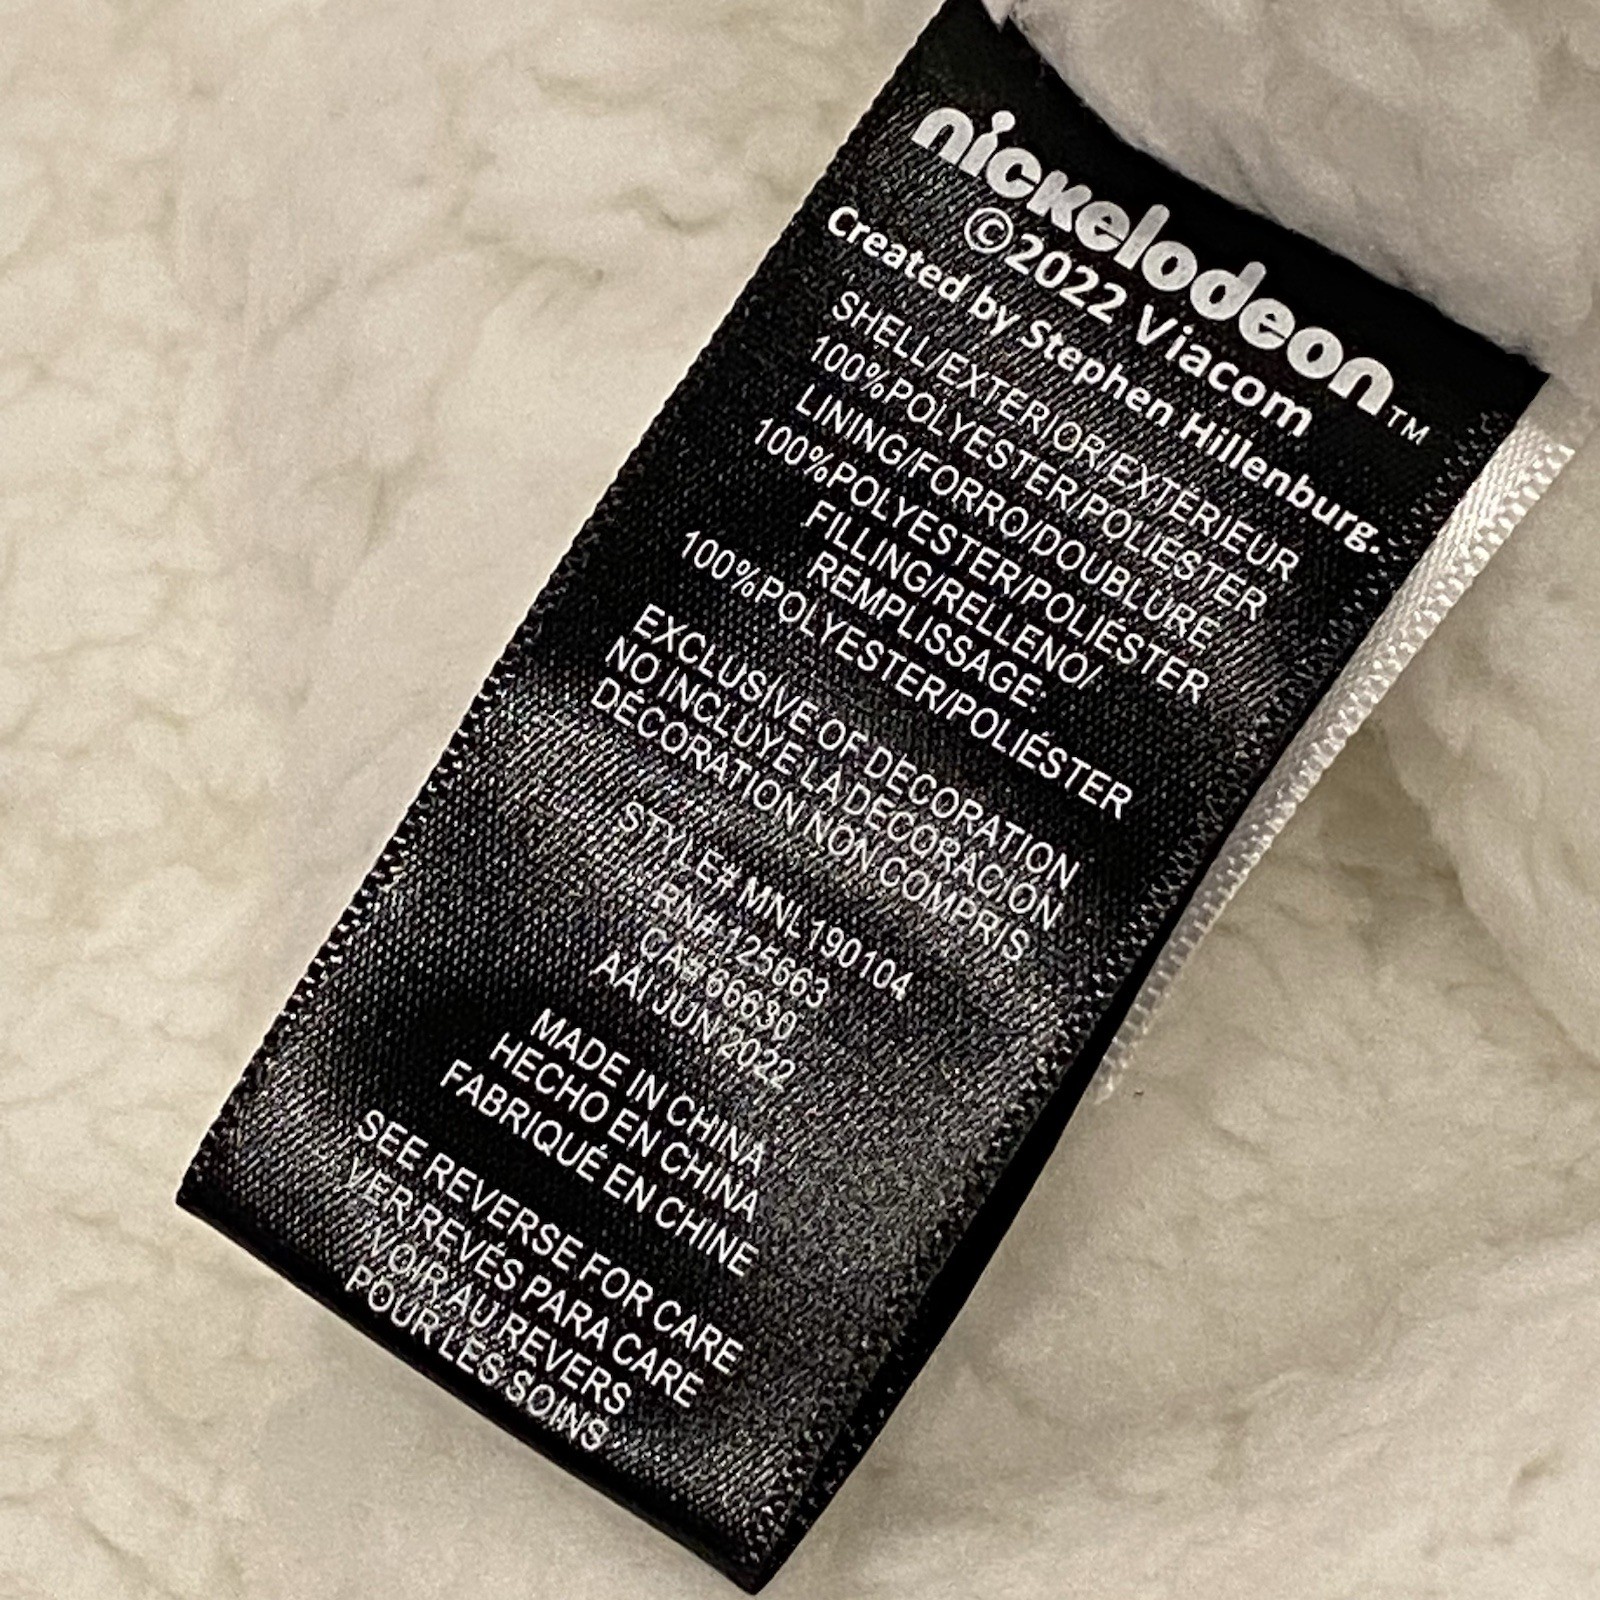 nickelodeon™
©2022 Viacom
Created by Stephen Hillenburg.
SHELL/EXTERIOR/EXTÉRIEUR
100%POLYESTER/POLIÉSTER
LINING/FORRO/DOUBLURE
100%POLYESTER/POLIÉSTER
FILLING/RELLENO/
REMPLISSAGE:
100%POLYESTER/POLIÉSTER
EXCLUSIVE OF DECORATION
NO INCLUYE LA DECORACIÓN
DÉCORATION NON COMPRIS
STYLE# MNL190104
RN# 125663
CA# 66630
AAI JUN 2022
MADE IN CHINA
HECHO EN CHINA
FABRIQUÉ EN CHINE
SEE REVERSE FOR CARE
VER REVÉS PARA CARE
VOIR AU REVERS
POUR LES SOINS